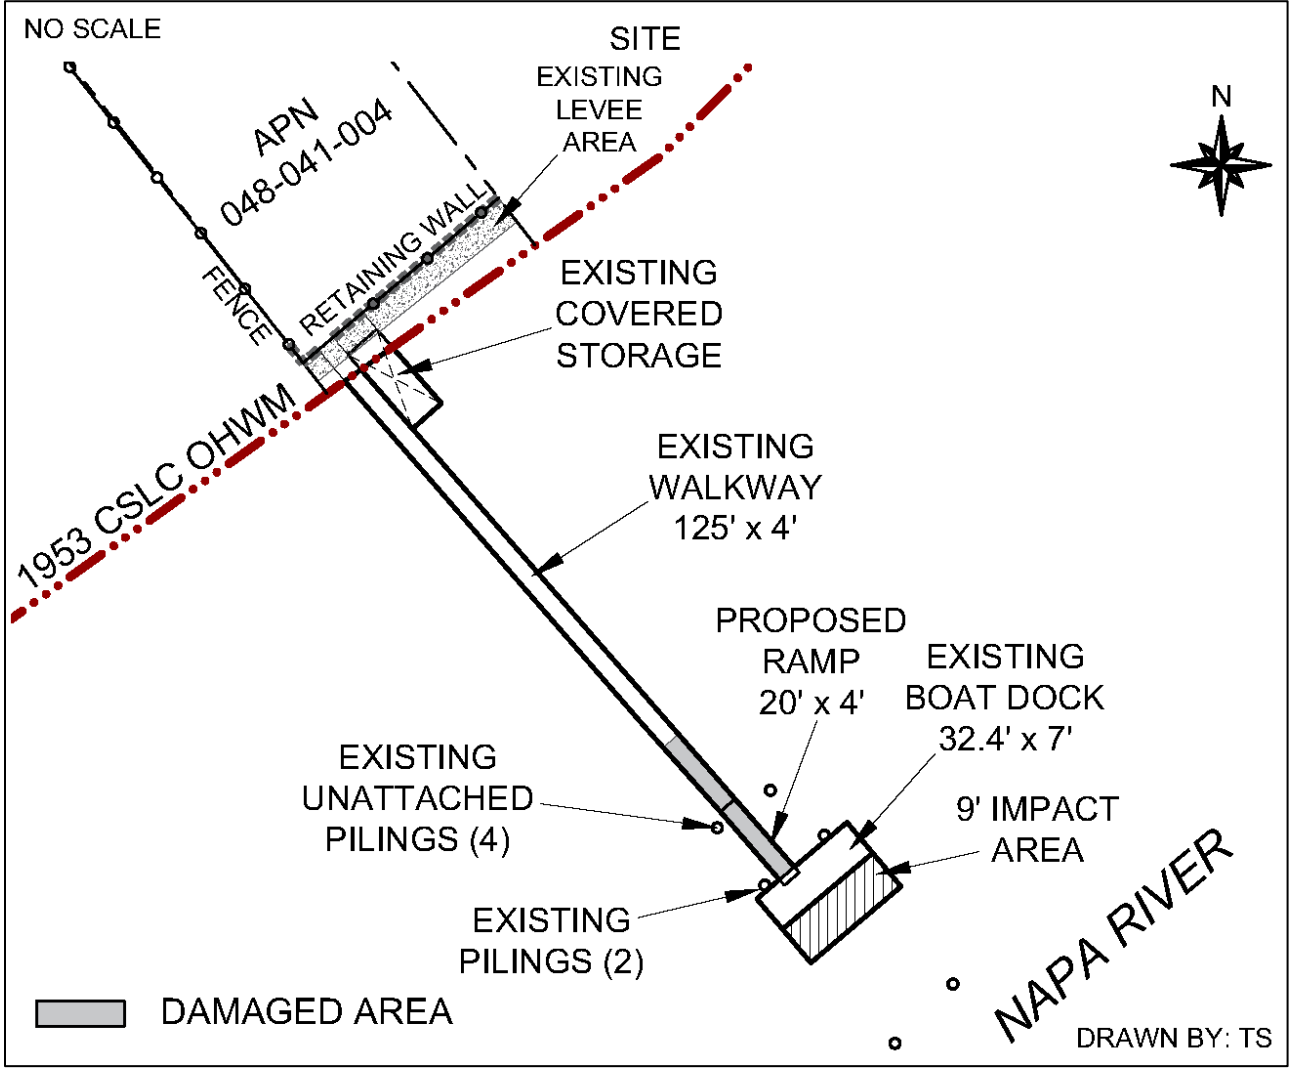 NO SCALE
SITE
EXISTING
LEVEE
AREA
N
APN
048-041-004
RETAINING WALL
FENCE
EXISTING
COVERED
STORAGE
1953 CSLC OHWM
EXISTING
WALKWAY
125' x 4'
PROPOSED
RAMP
20' x 4'
EXISTING
BOAT DOCK
32.4' x 7'
EXISTING
UNATTACHED
PILINGS (4)
9' IMPACT
AREA
EXISTING
PILINGS (2)
NAPA RIVER
DAMAGED AREA
DRAWN BY: TS